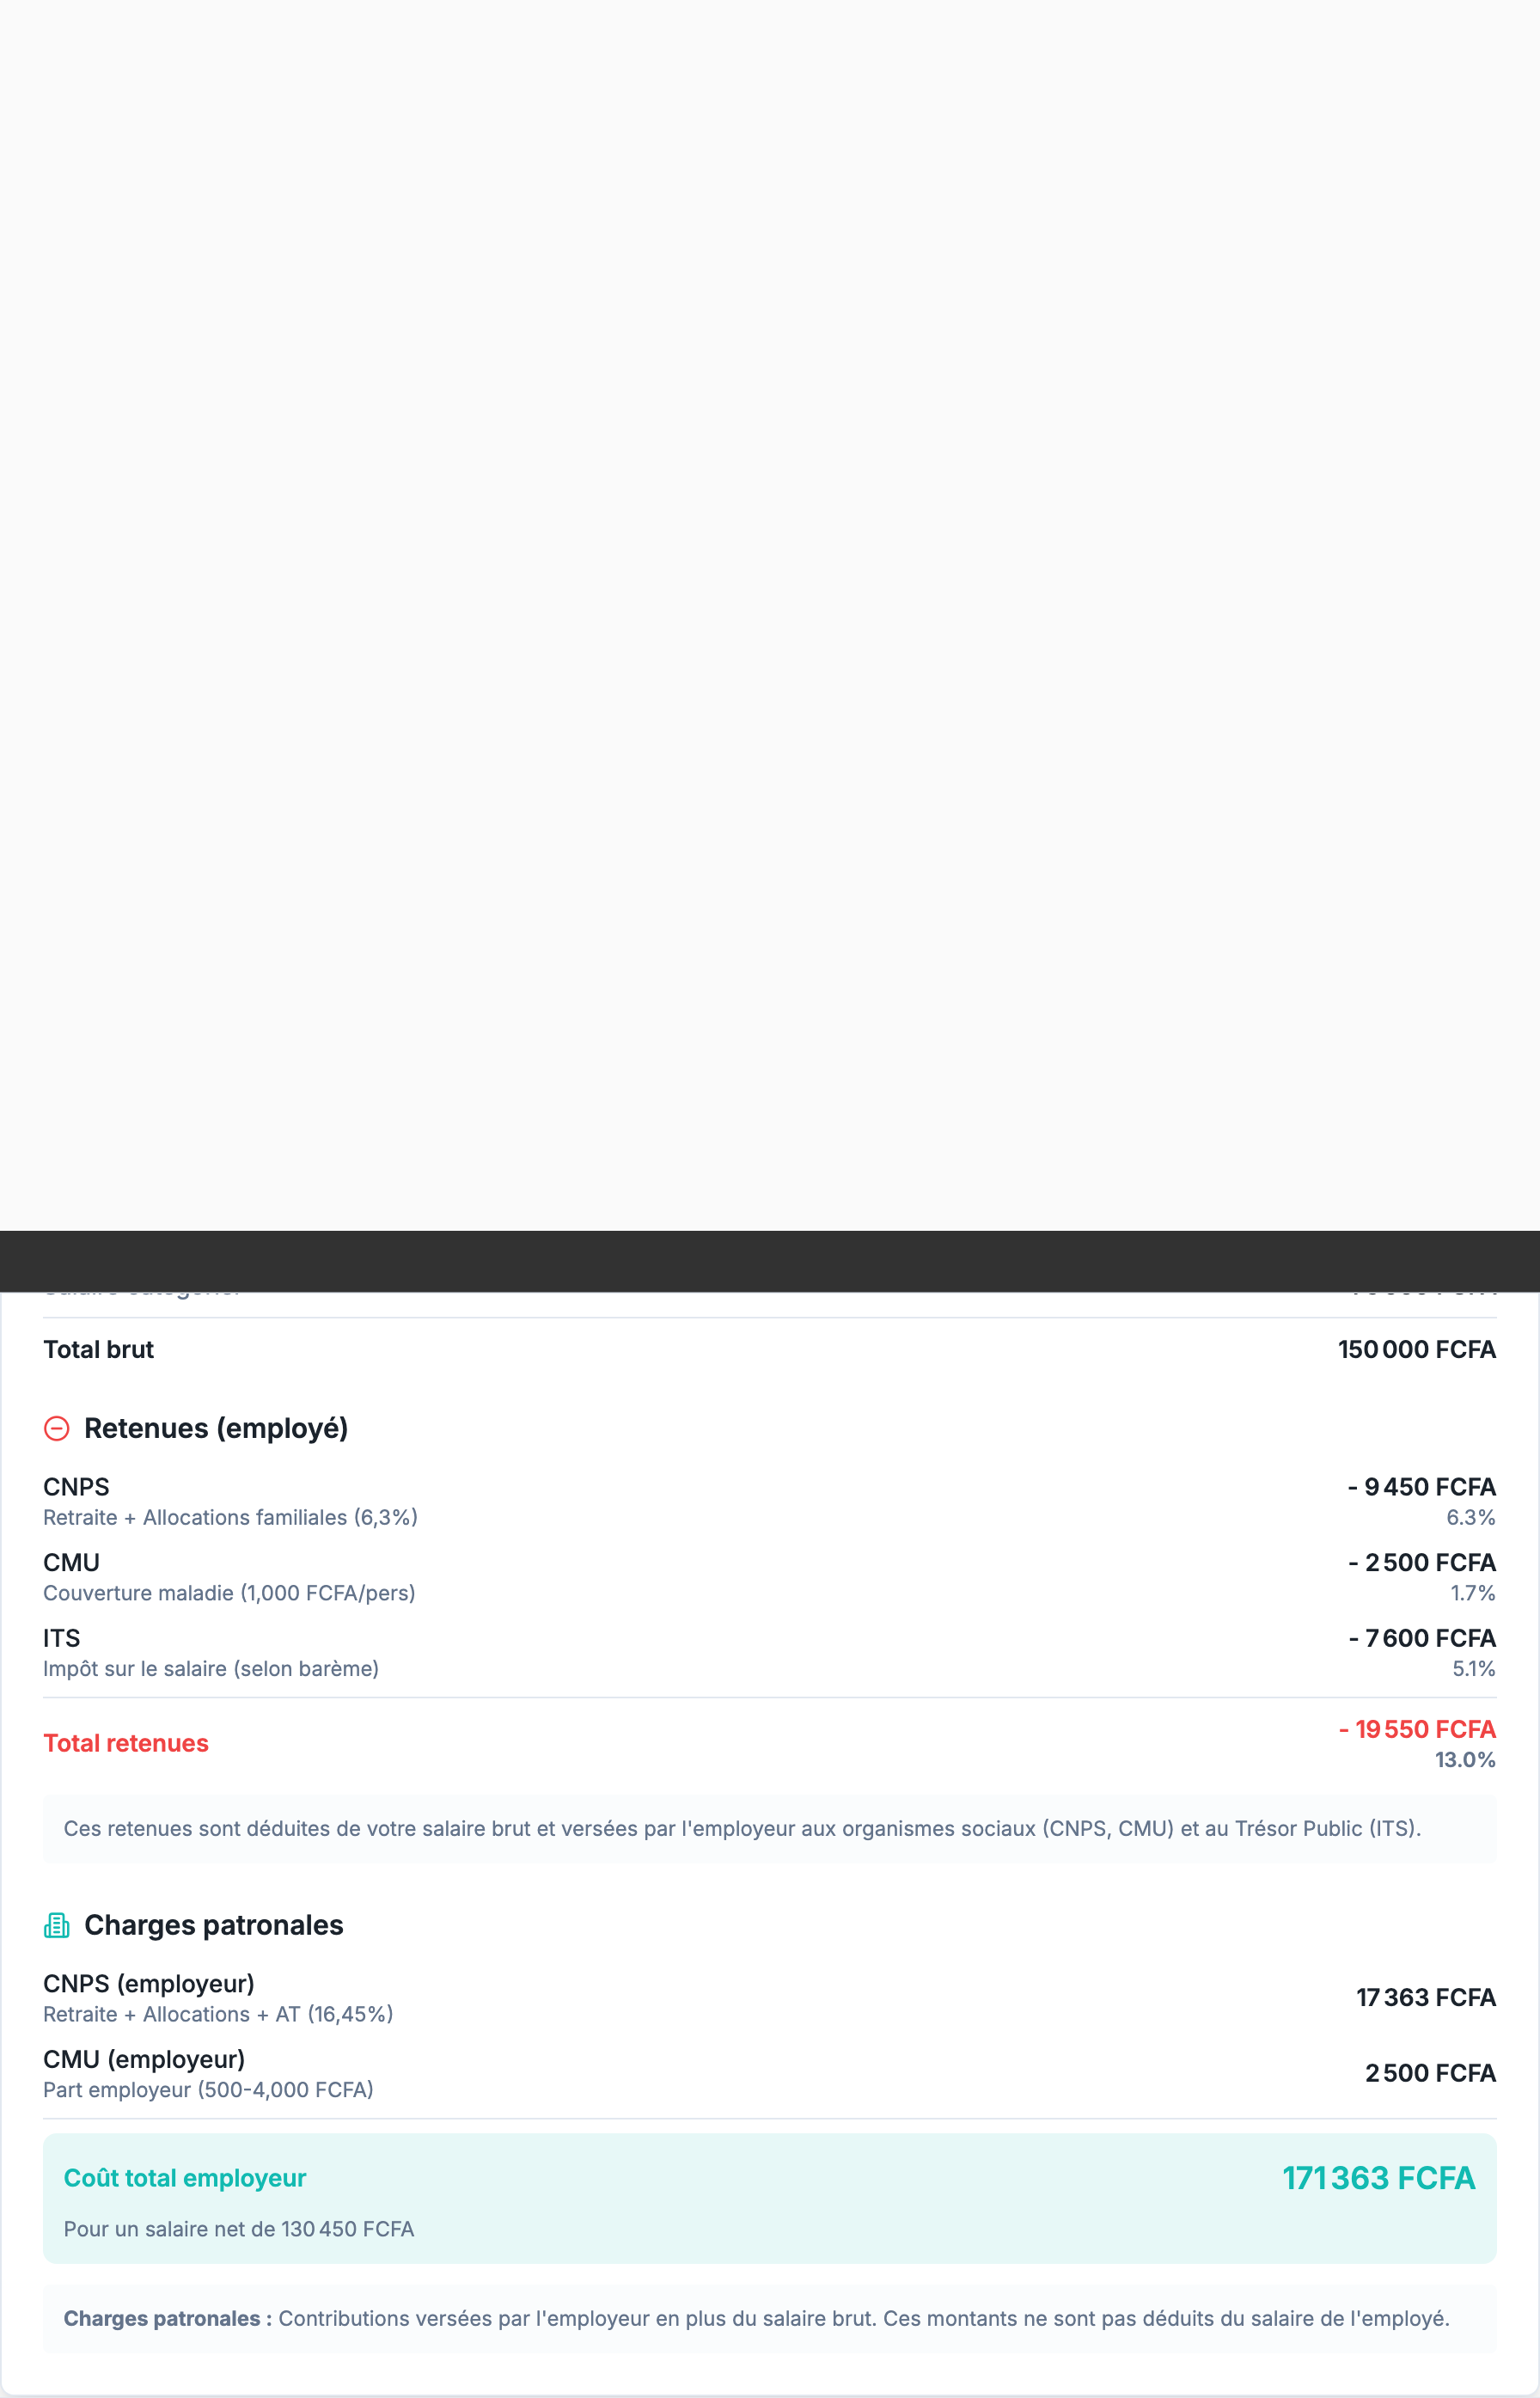 Total brut 150 000 FCFA
Retenues (employé)
CNPS - 9 450 FCFA
Retraite + Allocations familiales (6,3%) 6.3%
CMU - 2 500 FCFA
Couverture maladie (1,000 FCFA/pers) 1.7%
ITS - 7 600 FCFA
Impôt sur le salaire (selon barème) 5.1%
Total retenues - 19 550 FCFA
13.0%
Ces retenues sont déduites de votre salaire brut et versées par l'employeur aux organismes sociaux (CNPS, CMU) et au Trésor Public (ITS).
Charges patronales
CNPS (employeur) 17 363 FCFA
Retraite + Allocations + AT (16,45%)
CMU (employeur) 2 500 FCFA
Part employeur (500-4,000 FCFA)
Coût total employeur 171 363 FCFA
Pour un salaire net de 130 450 FCFA
Charges patronales : Contributions versées par l'employeur en plus du salaire brut. Ces montants ne sont pas déduits du salaire de l'employé.